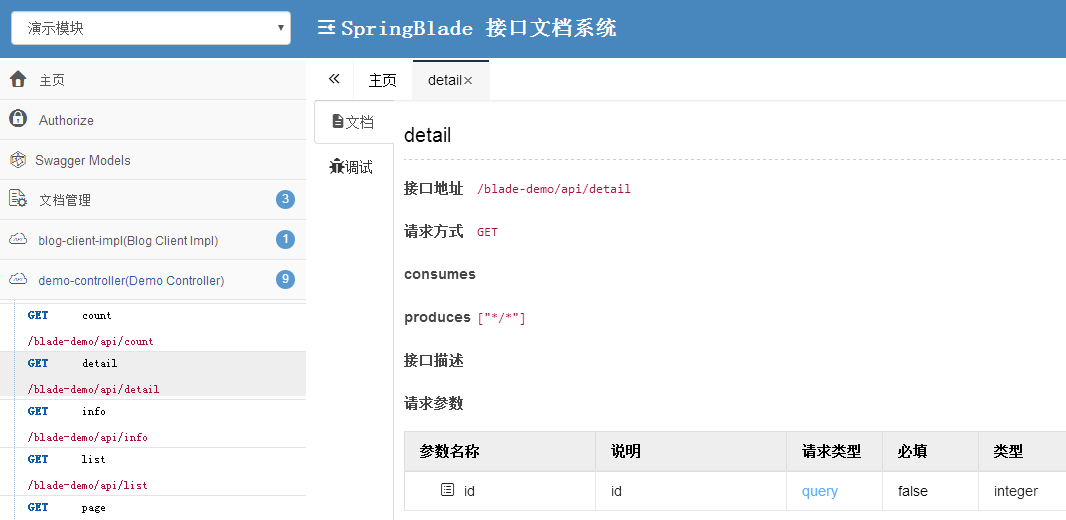 演示模块
SpringBlade 接口文档系统
主页
Authorize
Swagger Models
文档管理 3
blog-client-impl(Blog Client Impl) 1
demo-controller(Demo Controller) 9
GET count
/blade-demo/api/count
GET detail
/blade-demo/api/detail
GET info
/blade-demo/api/info
GET list
/blade-demo/api/list
GET page
主页 detail×
文档
调试
detail
接口地址 /blade-demo/api/detail
请求方式 GET
consumes
produces ["*/*"]
接口描述
请求参数
参数名称 说明 请求类型 必填 类型
id id query false integer